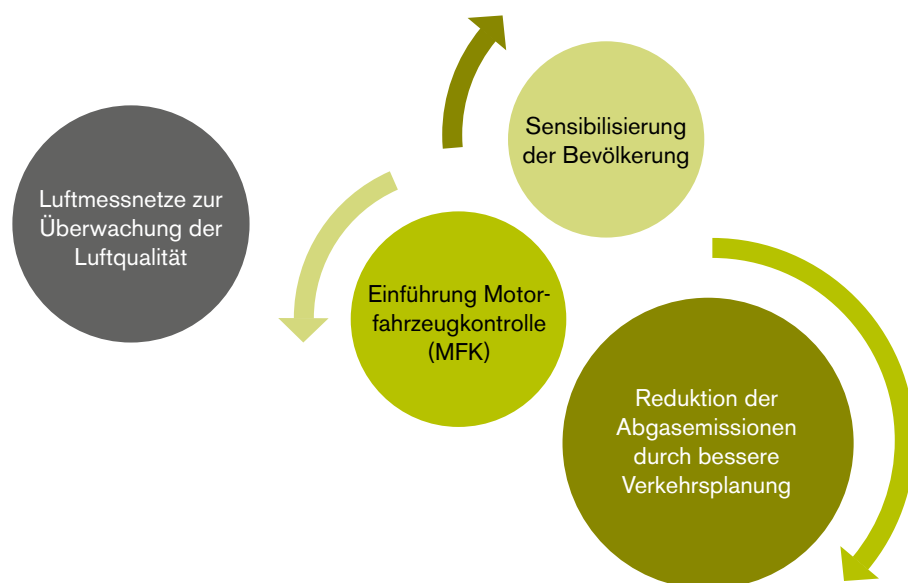 Sensibilisierung
der Bevölkerung
Luftmessnetze zur
Überwachung der
Luftqualität
Einführung Motor-
fahrzeugkontrolle
(MFK)
Reduktion der
Abgasemissionen
durch bessere
Verkehrsplanung